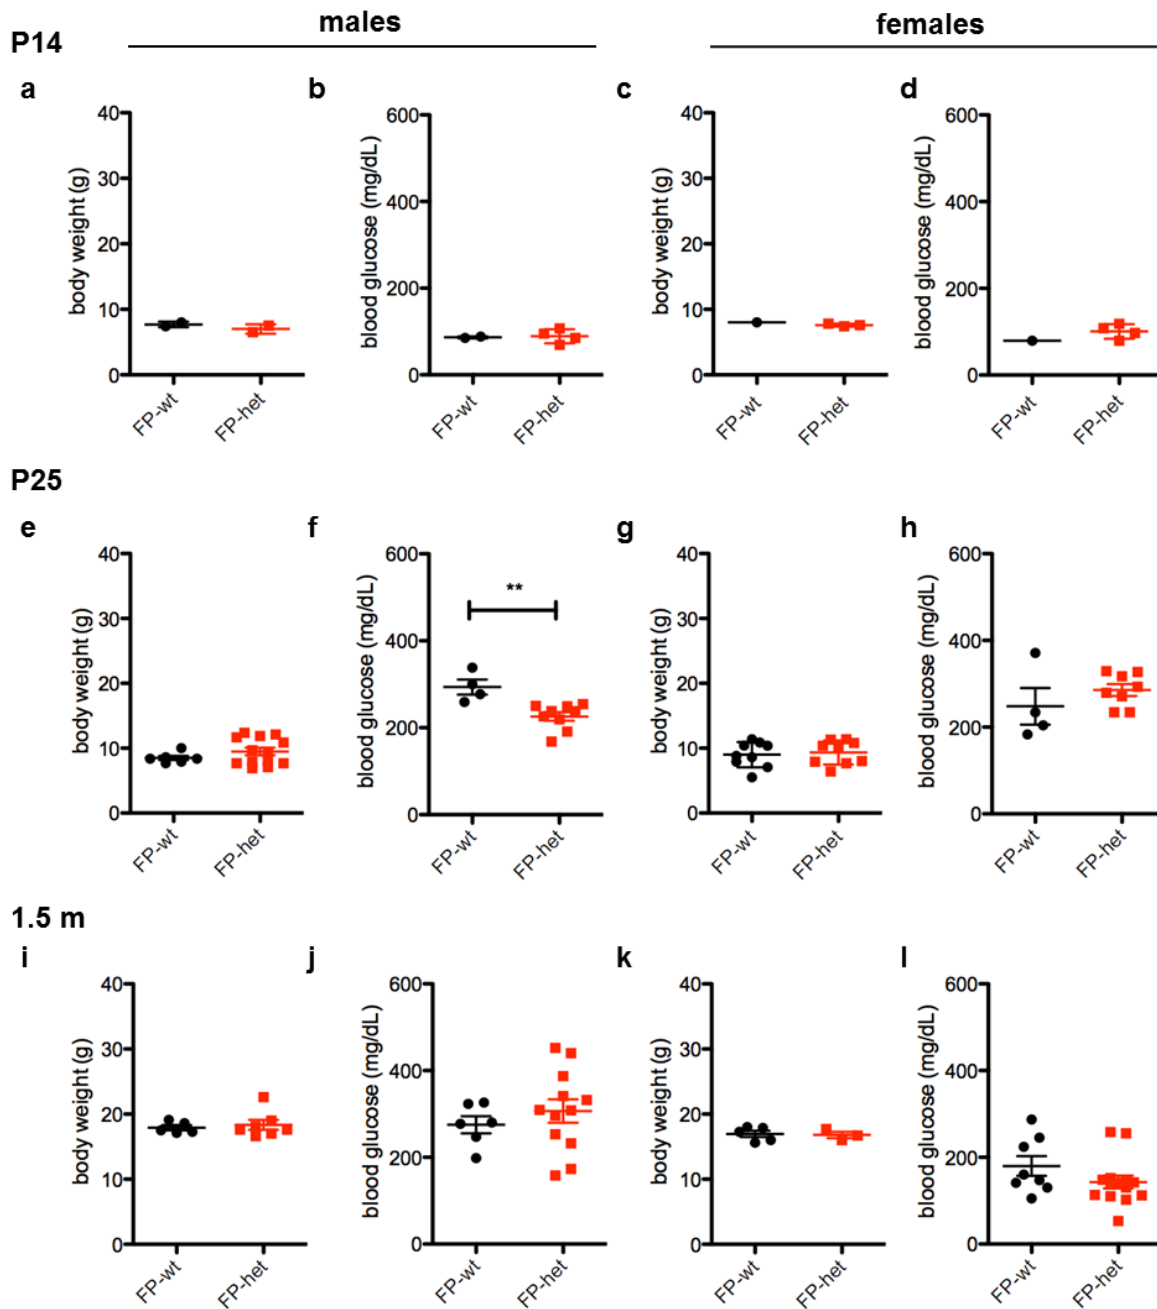 males
females
P14
a
b
c
d
body weight (g)
40
30
20
10
0
FP-wt
FP-het
blood glucose (mg/dL)
600
400
200
0
FP-wt
FP-het
body weight (g)
40
30
20
10
0
FP-wt
FP-het
blood glucose (mg/dL)
600
400
200
0
FP-wt
FP-het
P25
e
f
g
h
body weight (g)
40
30
20
10
0
FP-wt
FP-het
blood glucose (mg/dL)
600
400
200
0
**
FP-wt
FP-het
body weight (g)
40
30
20
10
0
FP-wt
FP-het
blood glucose (mg/dL)
600
400
200
0
FP-wt
FP-het
1.5 m
i
j
k
l
body weight (g)
40
30
20
10
0
FP-wt
FP-het
blood glucose (mg/dL)
600
400
200
0
FP-wt
FP-het
body weight (g)
40
30
20
10
0
FP-wt
FP-het
blood glucose (mg/dL)
600
400
200
0
FP-wt
FP-het